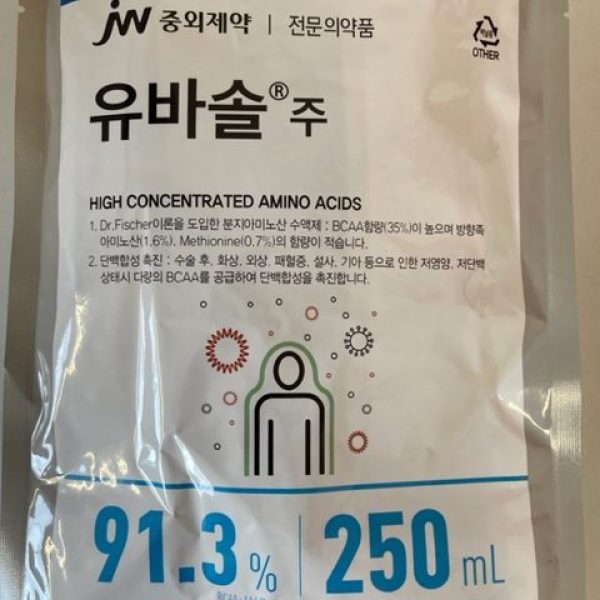 JW 중외제약 | 전문의약품
OTHER
유바솔® 주
HIGH CONCENTRATED AMINO ACIDS
1. Dr.Fischer이론을 도입한 분지아미노산 수액제 : BCAA함량(35%)이 높으며 방향족
아미노산(1.6%), Methionine(0.7%)의 함량이 적습니다.
2. 단백합성 촉진 : 수술 후, 화상, 외상, 패혈증, 설사, 기아 등으로 인한 저영양, 저단백
상태시 다량의 BCAA를 공급하여 단백합성을 촉진합니다.
91.3 % | 250 mL